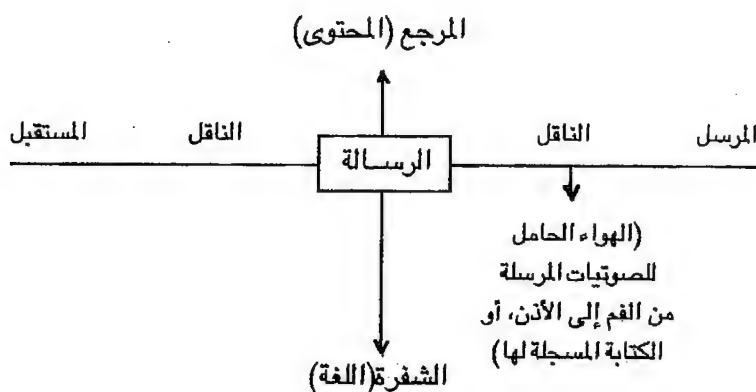 المرجع (المحتوى)
المرسل
الناقل
الرســالة
الناقل
المستقبل
(الهواء الحامل
للصوتيات المرسلة
من الفم إلى الأذن، أو
الكتابة المسجلة لها)
الشفرة(اللغة)